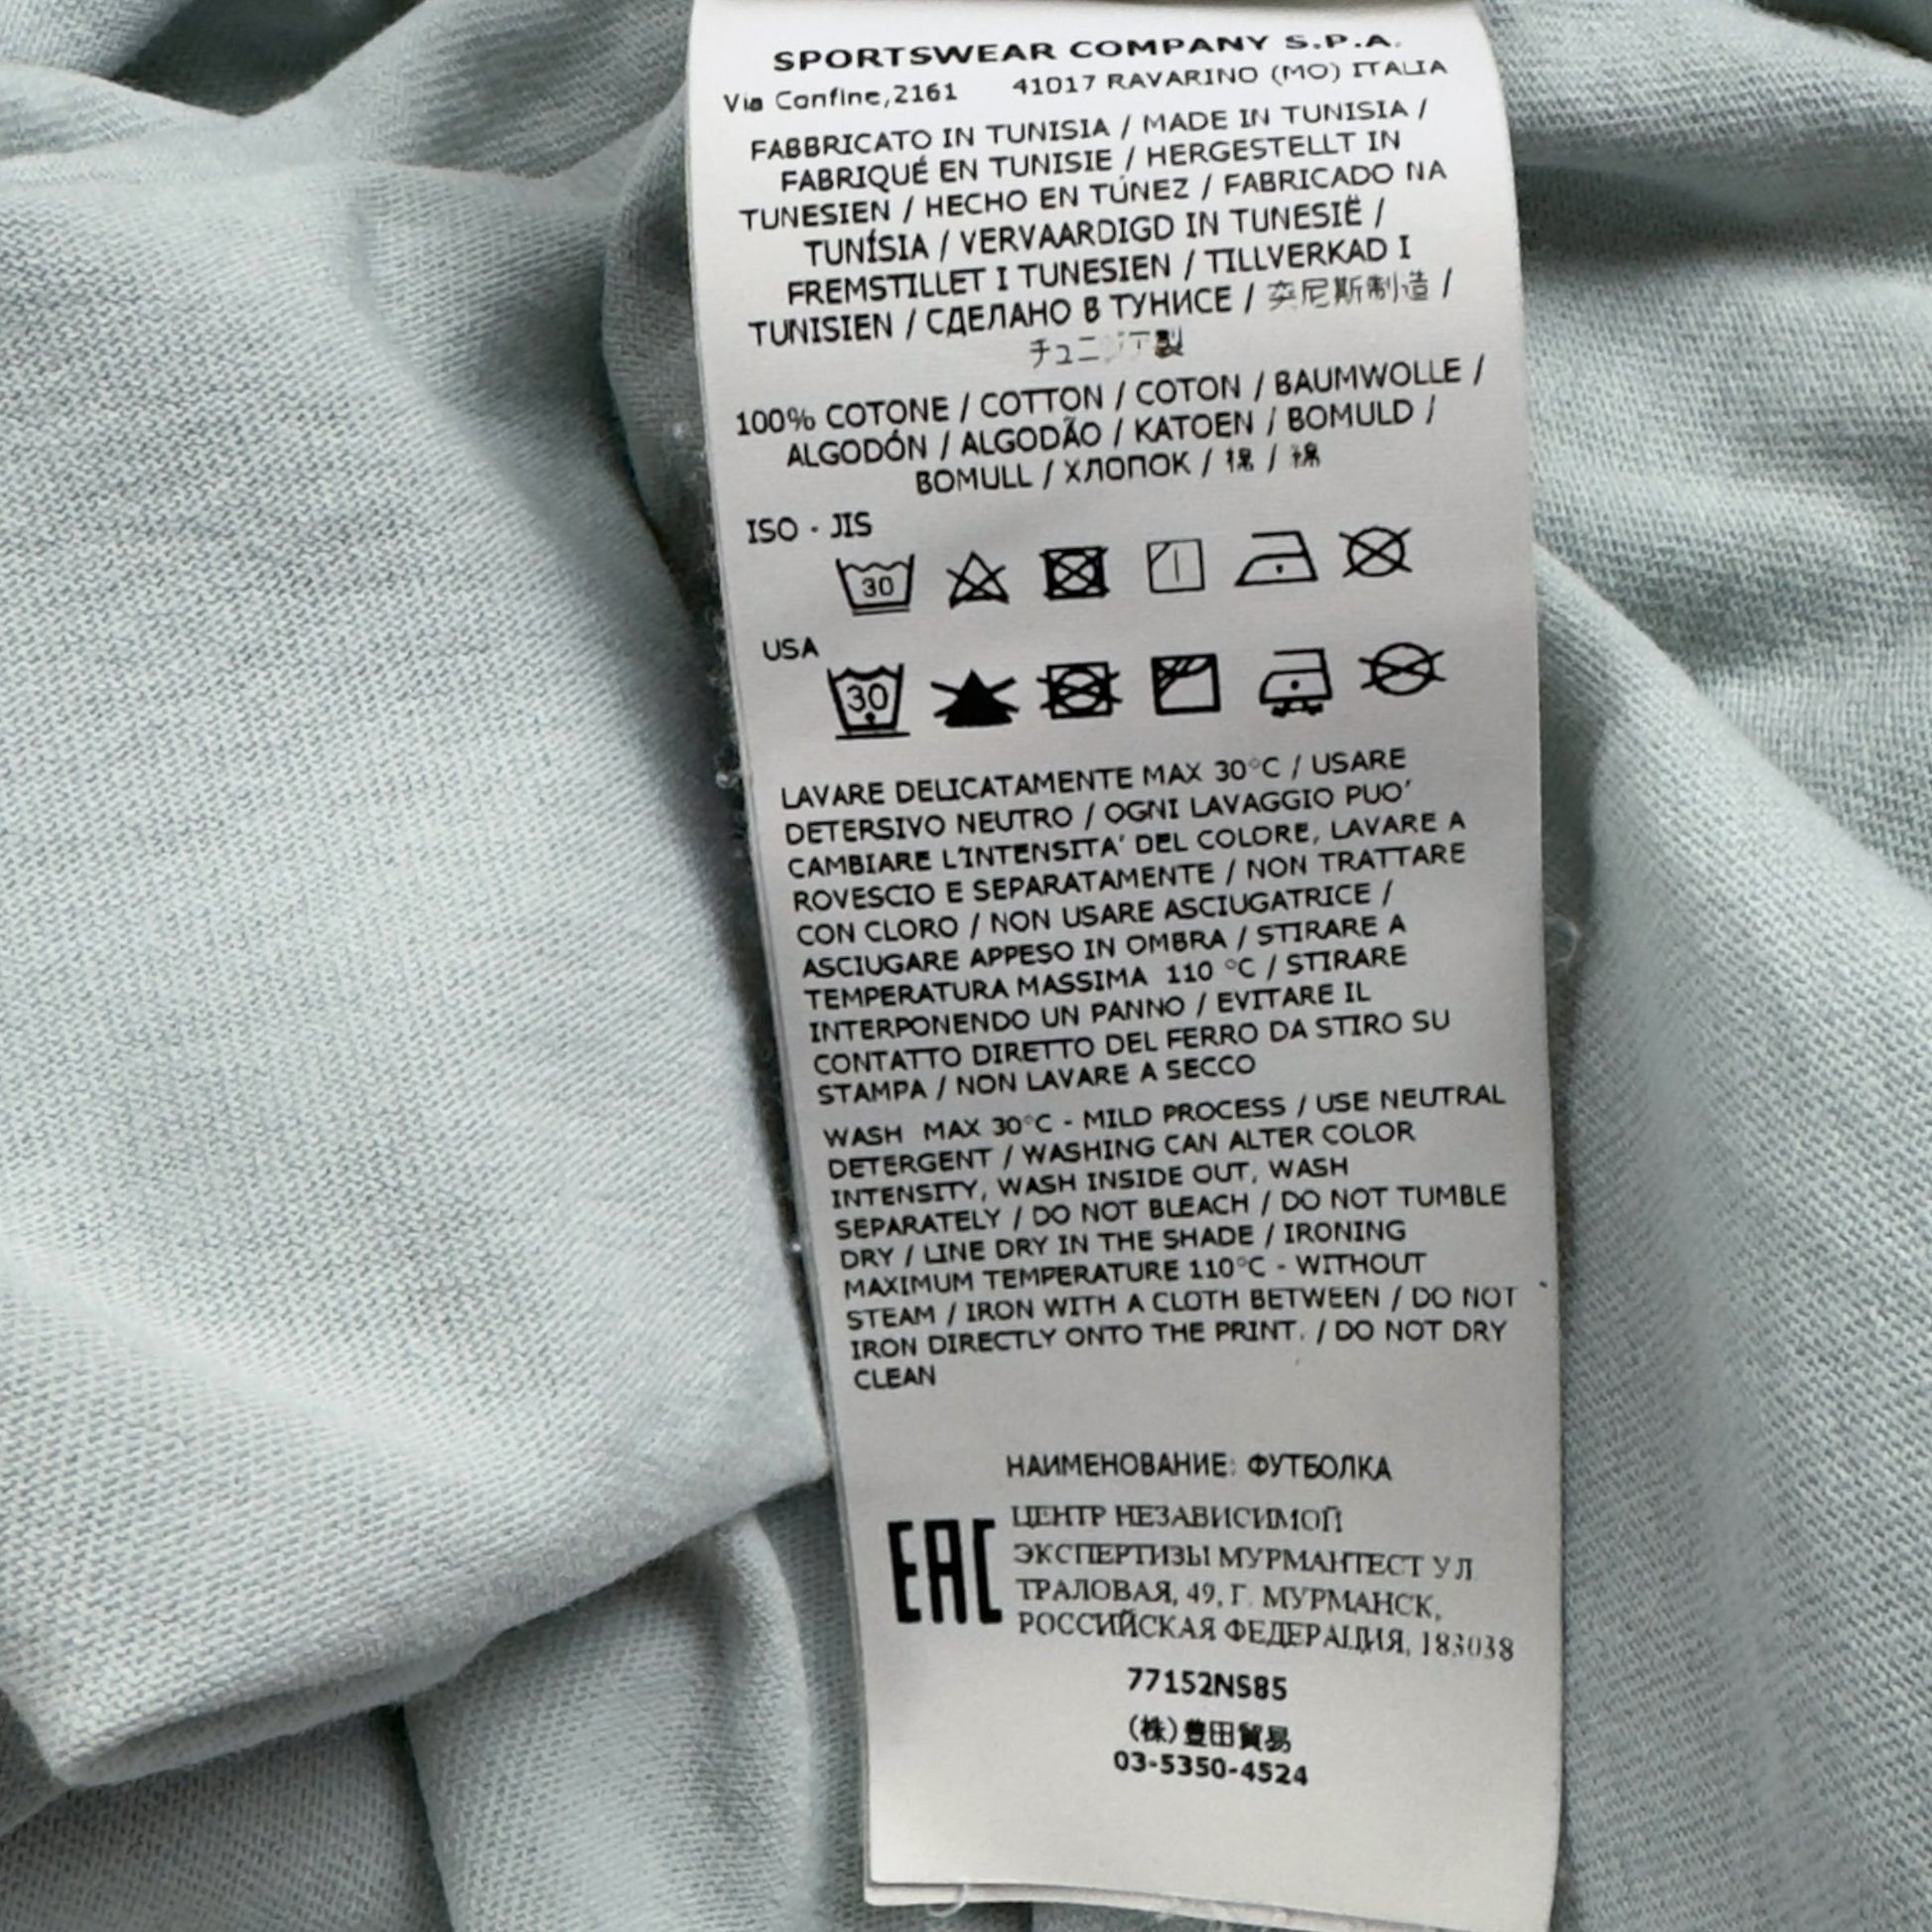 SPORTSWEAR COMPANY S.P.A.
Via Confine,2161 41017 RAVARINO (MO) ITALIA
FABBRICATO IN TUNISIA / MADE IN TUNISIA /
FABRIQUÉ EN TUNISIE / HERGESTELLT IN
TUNESIEN / HECHO EN TÚNEZ / FABRICADO NA
TUNÍSIA / VERVAARDIGD IN TUNESIË /
FREMSTILLET I TUNESIEN / TILLVERKAD I
TUNISIEN / СДЕЛАНО В ТУНИСЕ / 突尼斯制造 /
100% COTONE / COTTON / COTON / BAUMWOLLE /
ALGODÓN / ALGODÃO / KATOEN / BOMULD /
BOMULL / ХЛОПОК / 棉 / 綿
ISO - JIS
30
USA
30
LAVARE DELICATAMENTE MAX 30°C / USARE
DETERSIVO NEUTRO / OGNI LAVAGGIO PUO'
CAMBIARE L'INTENSITA' DEL COLORE, LAVARE A
ROVESCIO E SEPARATAMENTE / NON TRATTARE
CON CLORO / NON USARE ASCIUGATRICE /
ASCIUGARE APPESO IN OMBRA / STIRARE A
TEMPERATURA MASSIMA 110 °C / STIRARE
INTERPONENDO UN PANNO / EVITARE IL
CONTATTO DIRETTO DEL FERRO DA STIRO SU
STAMPA / NON LAVARE A SECCO
WASH MAX 30°C - MILD PROCESS / USE NEUTRAL
DETERGENT / WASHING CAN ALTER COLOR
INTENSITY, WASH INSIDE OUT, WASH
SEPARATELY / DO NOT BLEACH / DO NOT TUMBLE
DRY / LINE DRY IN THE SHADE / IRONING
MAXIMUM TEMPERATURE 110°C - WITHOUT
STEAM / IRON WITH A CLOTH BETWEEN / DO NOT
IRON DIRECTLY ONTO THE PRINT. / DO NOT DRY
CLEAN
НАИМЕНОВАНИЕ: ФУТБОЛКА
EAC
ЦЕНТР НЕЗАВИСИМОЙ
ЭКСПЕРТИЗЫ МУРМАНТЕСТ УЛ
ТРАЛОВАЯ, 49, Г. МУРМАНСК,
РОССИЙСКАЯ ФЕДЕРАЦИЯ, 183038
77152NS85
(株)豊田貿易
03-5350-4524